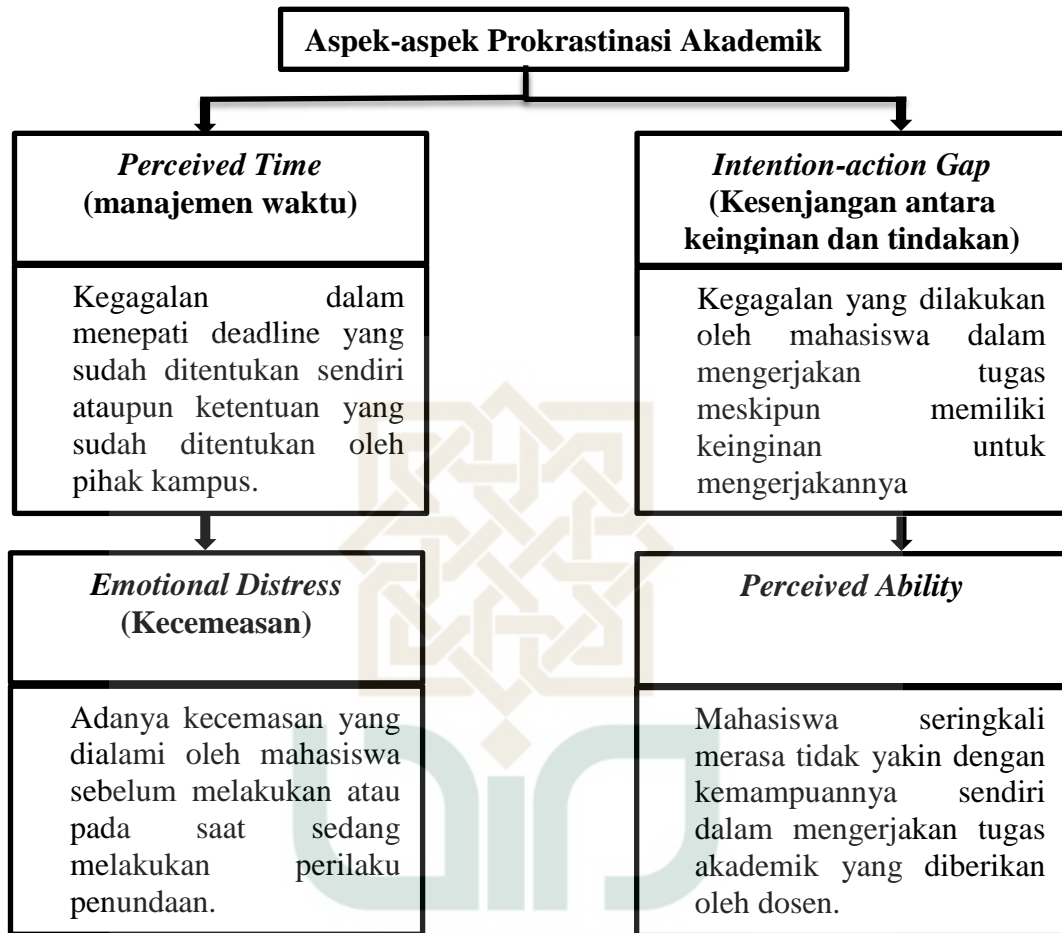 Aspek-aspek Prokrastinasi Akademik
Perceived Time
(manajemen waktu)
Kegagalan dalam
menepati deadline yang
sudah ditentukan sendiri
ataupun ketentuan yang
sudah ditentukan oleh
pihak kampus.
Intention-action Gap
(Kesenjangan antara
keinginan dan tindakan)
Kegagalan yang dilakukan
oleh mahasiswa dalam
mengerjakan tugas
meskipun memiliki
keinginan untuk
mengerjakannya
Emotional Distress
(Kecemeasan)
Adanya kecemasan yang
dialami oleh mahasiswa
sebelum melakukan atau
pada saat sedang
melakukan perilaku
penundaan.
Perceived Ability
Mahasiswa seringkali
merasa tidak yakin dengan
kemampuannya sendiri
dalam mengerjakan tugas
akademik yang diberikan
oleh dosen.